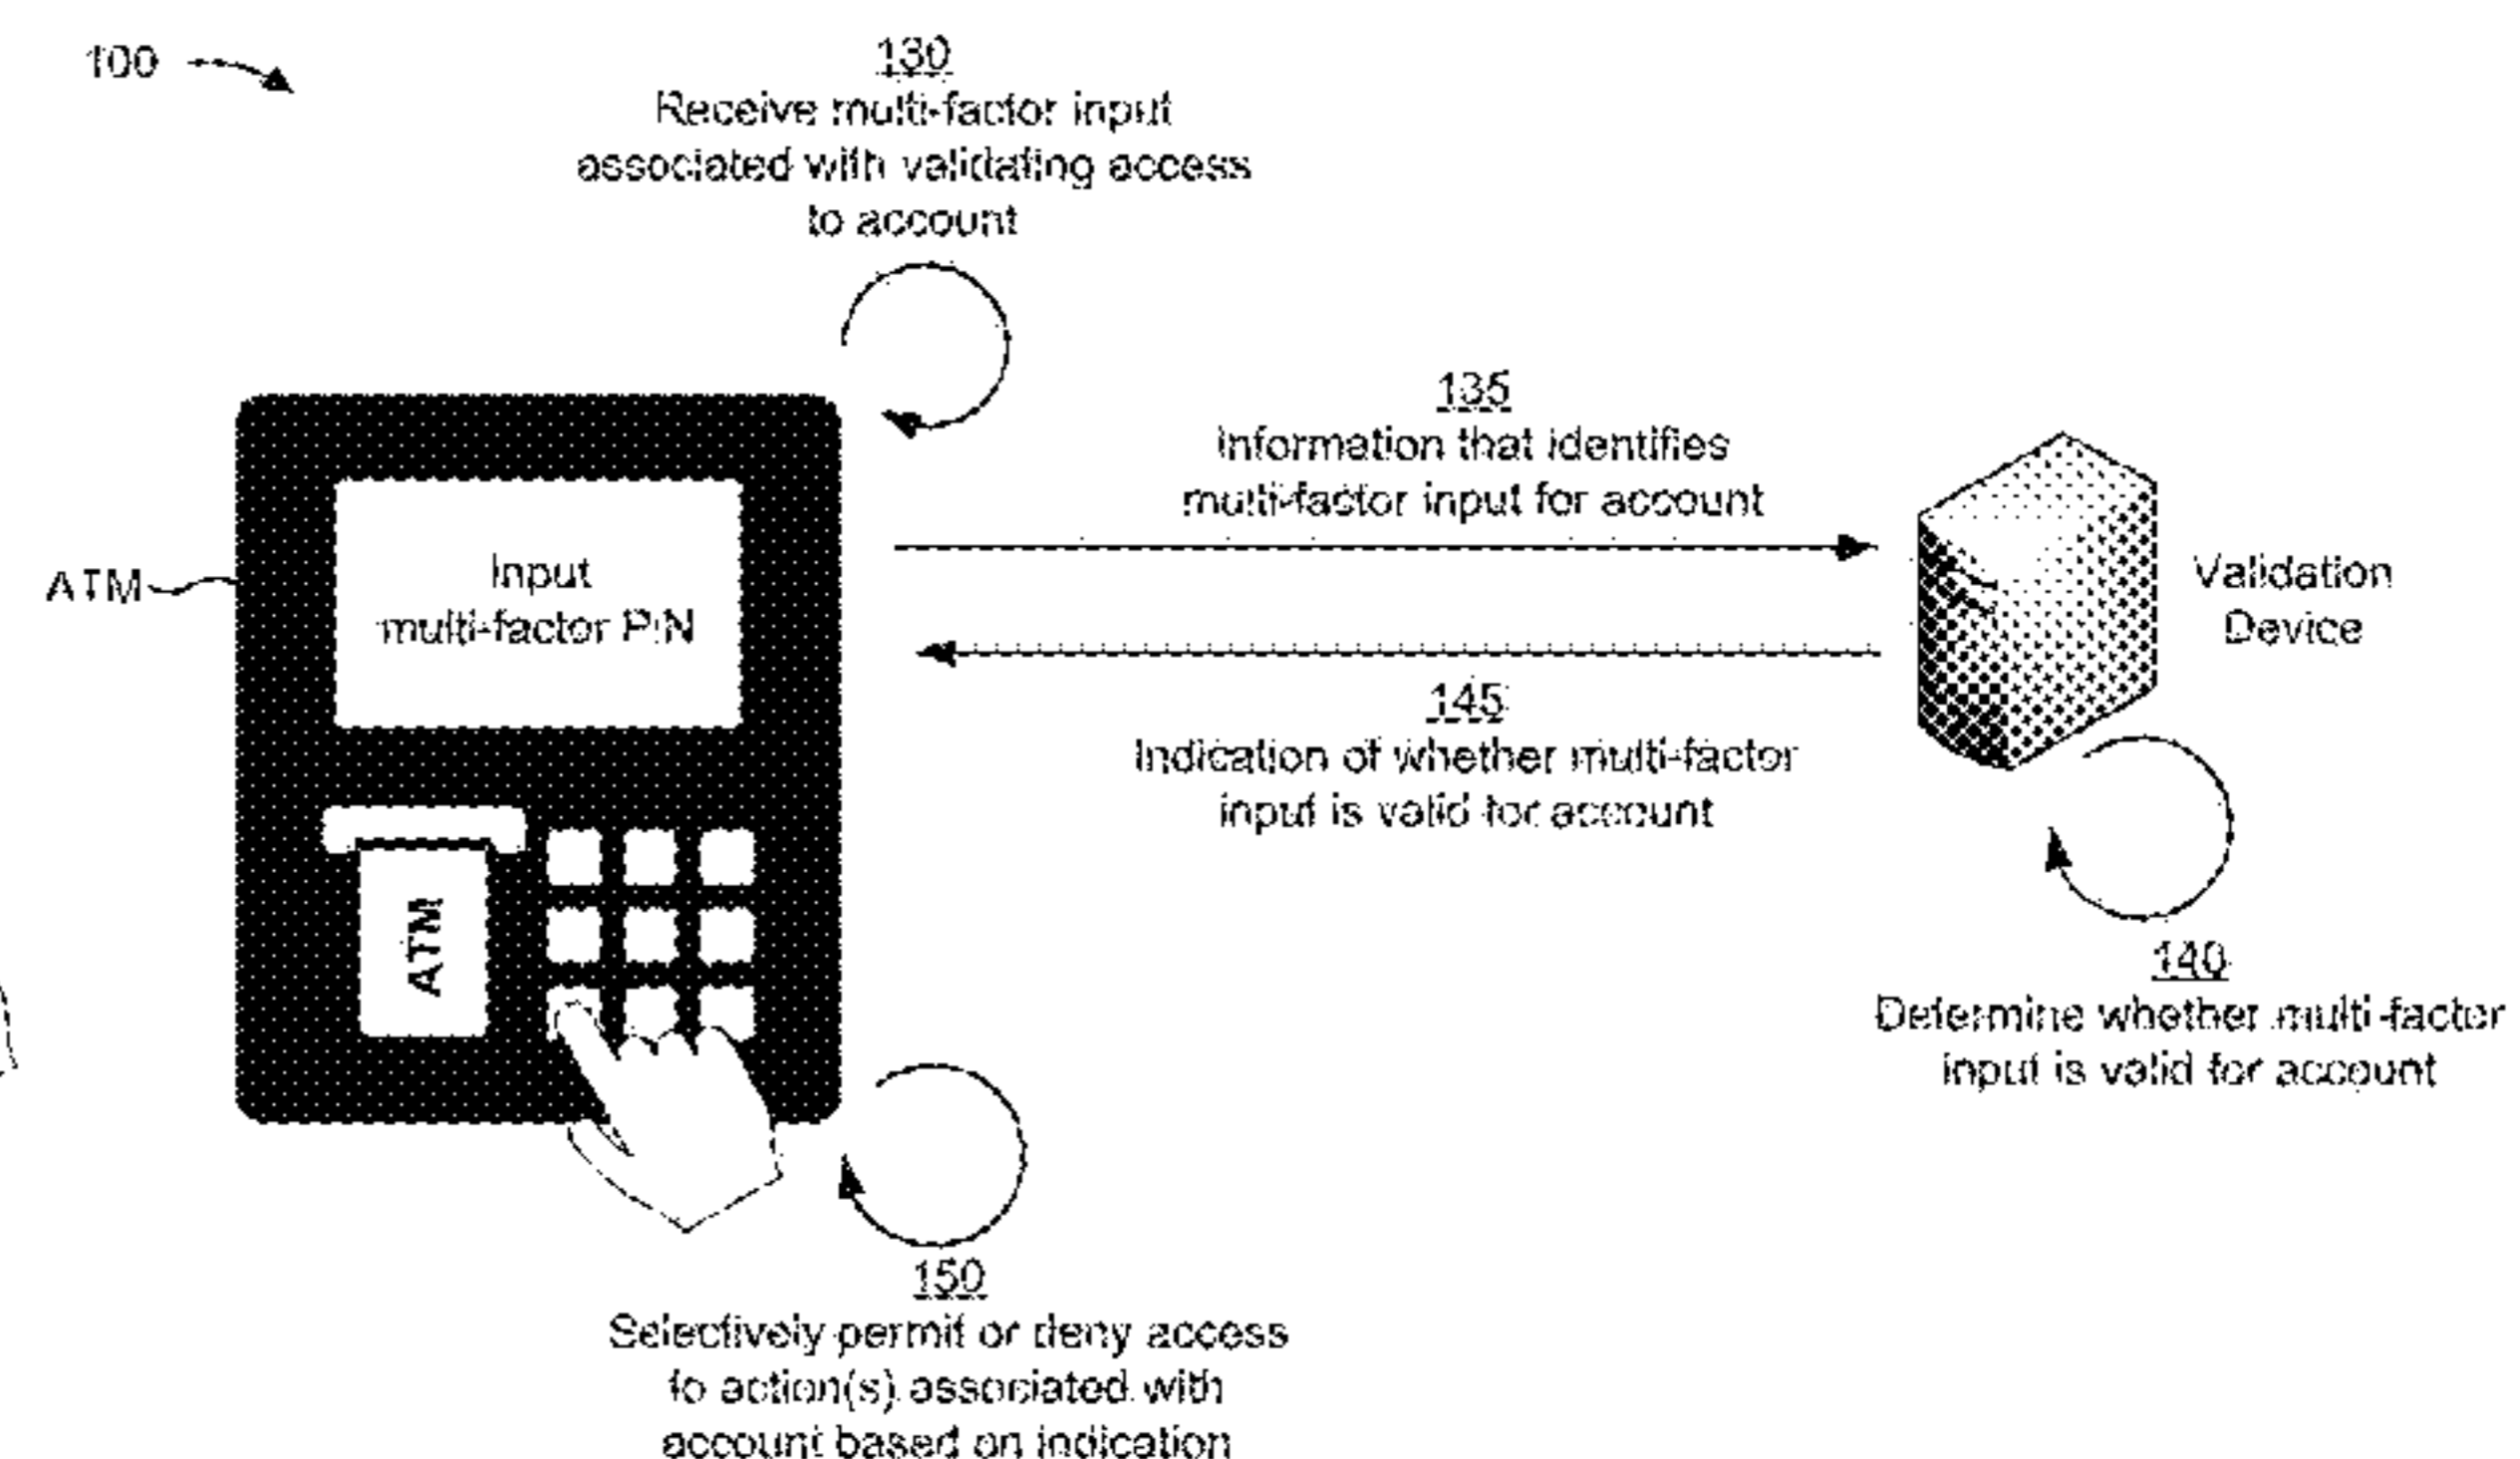 100
130
Receive multi-factor input
associated with validating access
to account
135
Information that identifies
multi-factor input for account
ATM
Input
multi-factor PIN
Validation
Device
145
Indication of whether multi-factor
input is valid for account
ATM
140
Determine whether multi-factor
input is valid for account
150
Selectively permit or deny access
to action(s) associated with
account based on indication